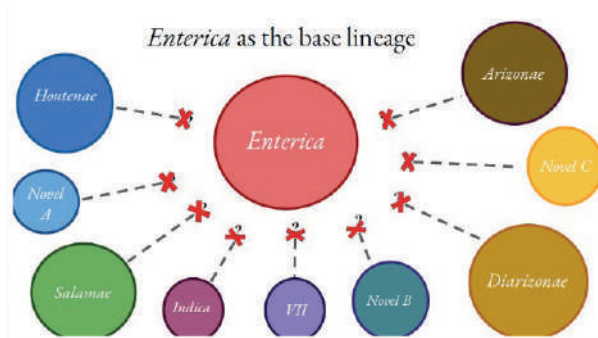 Enterica as the base lineage
Houtenae
Arizonae
Enterica
Novel C
Novel
A
Salamae
Indica
VII
Novel B
Diarizonae